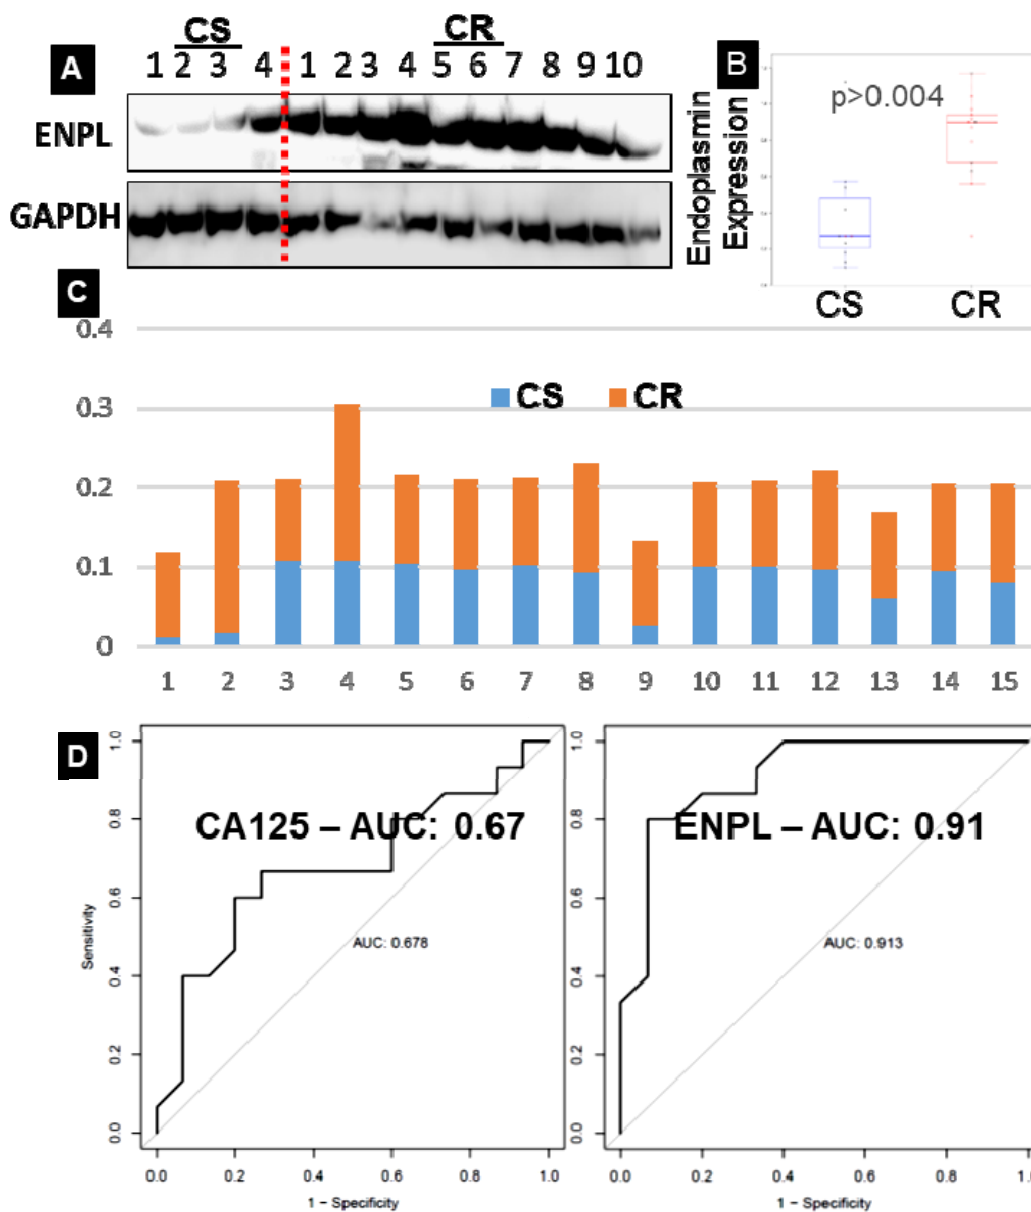 A
CS
CR
1 2 3 4 1 2 3 4 5 6 7 8 9 10
ENPL
GAPDH
B
Endoplasmin
Expression
p>0.004
CS
CR
C
0.4
0.3
0.2
0.1
0
CS
CR
1 2 3 4 5 6 7 8 9 10 11 12 13 14 15
D
Sensitivity
1.0
0.8
0.6
0.4
0.2
0.0
CA125 – AUC: 0.67
AUC: 0.678
0.0 0.2 0.4 0.6 0.8 1.0
1 − Specificity
1.0
0.8
0.6
0.4
0.2
0.0
ENPL – AUC: 0.91
AUC: 0.913
0.0 0.2 0.4 0.6 0.8 1.0
1 − Specificity